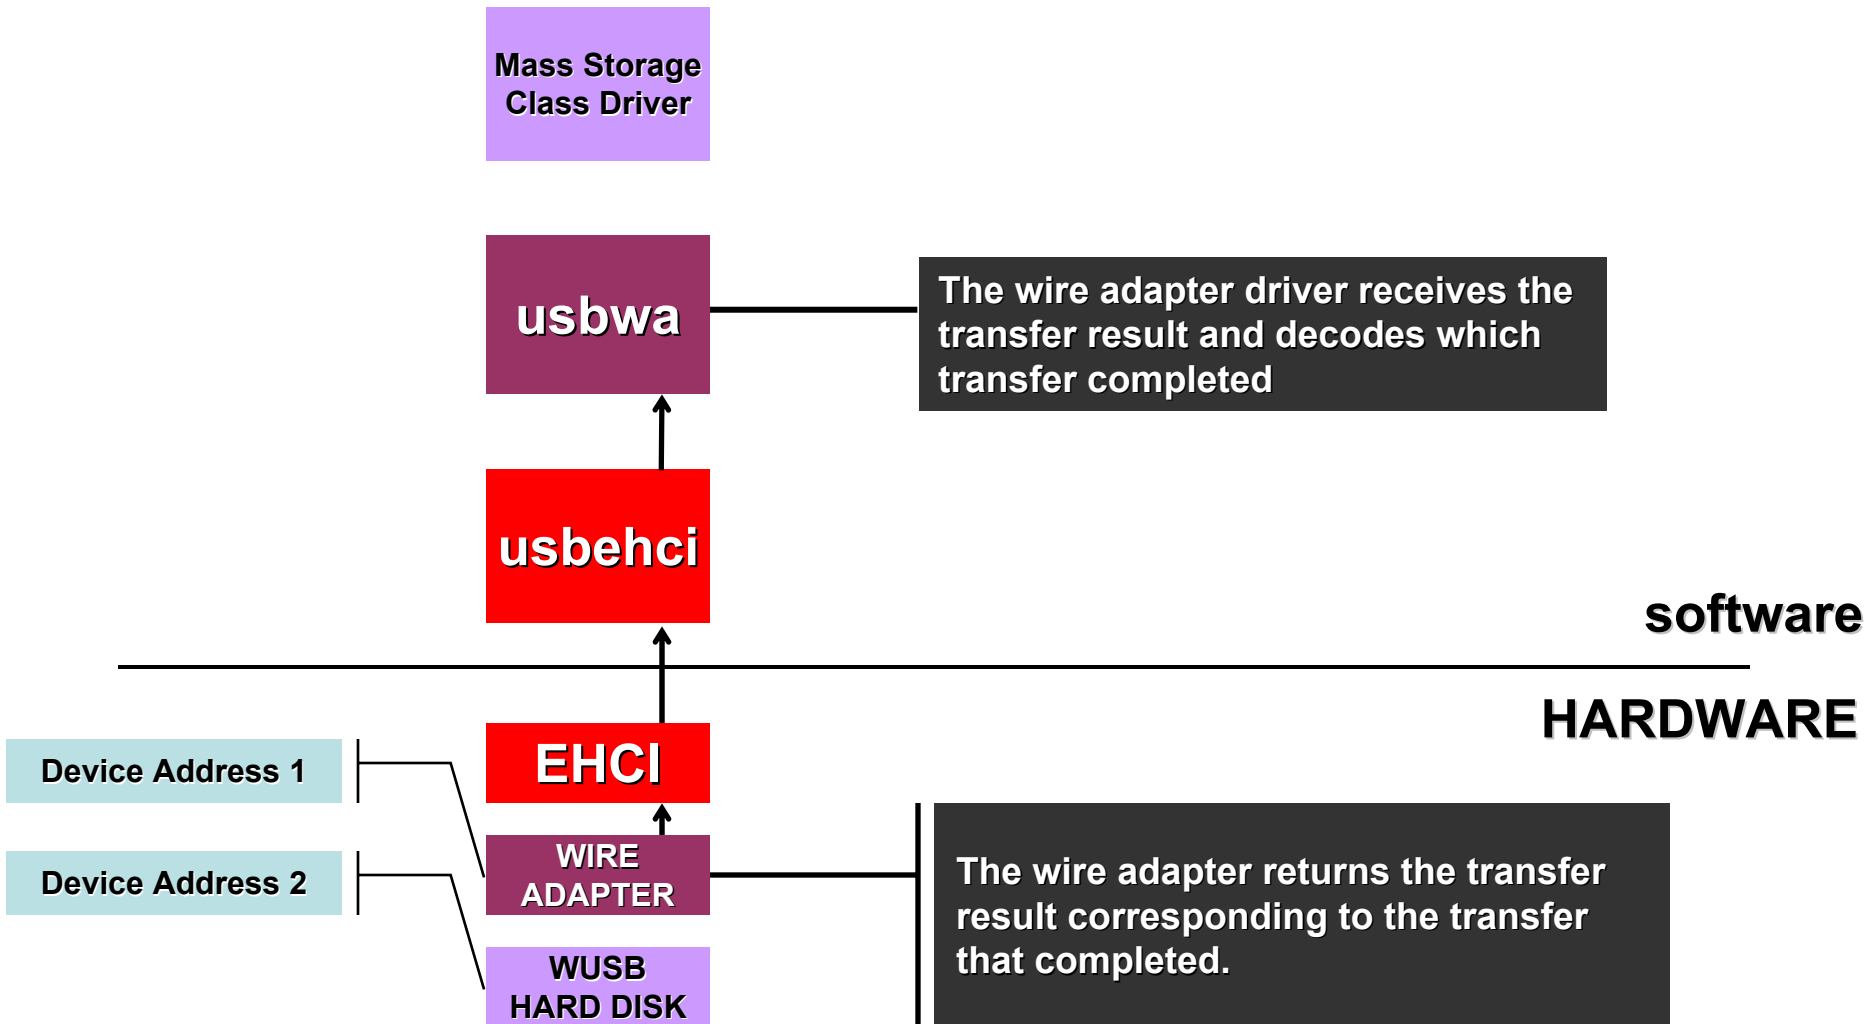 Mass Storage
Class Driver
usbwa
The wire adapter driver receives the
transfer result and decodes which
transfer completed
usbehci
software
HARDWARE
EHCI
Device Address 1
WIRE
ADAPTER
Device Address 2
The wire adapter returns the transfer
result corresponding to the transfer
that completed.
WUSB
HARD DISK